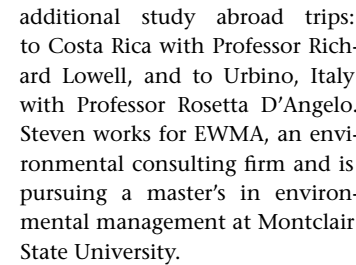 additional study abroad trips:
to Costa Rica with Professor Rich-
ard Lowell, and to Urbino, Italy
with Professor Rosetta D’Angelo.
Steven works for EWMA, an envi-
ronmental consulting firm and is
pursuing a master’s in environ-
mental management at Montclair
State University.